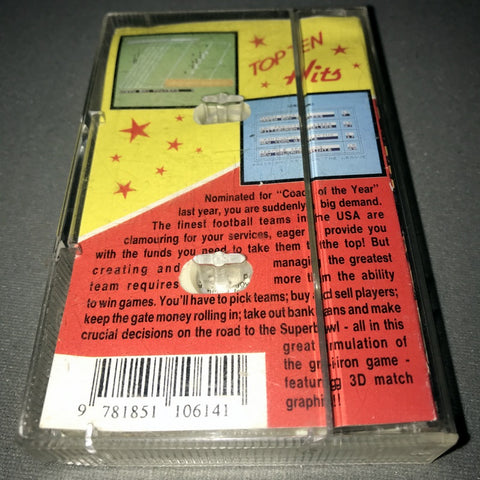 TOP TEN
Hits
Nominated for "Coach of the Year"
last year, you are suddenly in big demand.
The finest football teams in the USA are
clamouring for your services, eager to provide you
with the funds you need to take them to the top! But
creating and managing the greatest
team requires more than the ability
to win games. You'll have to pick teams; buy and sell players;
keep the gate money rolling in; take out bank loans and make
crucial decisions on the road to the Superbowl - all in this
great simulation of
the gridiron game -
featuring 3D match
graphics!
9 781851 106141